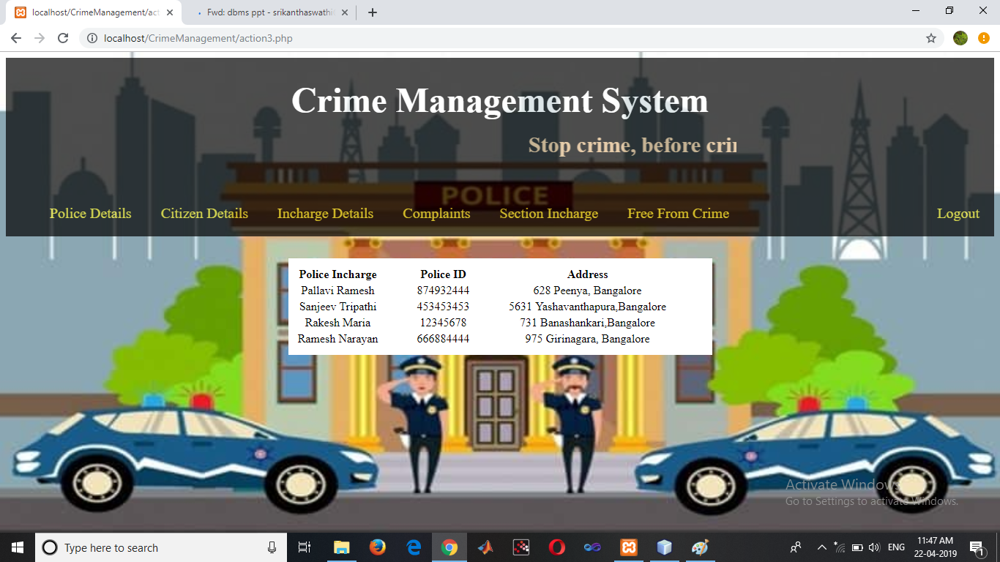 localhost/CrimeManagement/act
Fwd: dbms ppt - srikanthaswathi
localhost/CrimeManagement/action3.php
Crime Management System
Stop crime, before
POLICE
Police Details Citizen Details Incharge Details Complaints Section Incharge Free From Crime Logout
Police Incharge Police ID Address
Pallavi Ramesh 874932444 628 Peenya, Bangalore
Sanjeev Tripathi 453453453 5631 Yashavanthapura,Bangalore
Rakesh Maria 12345678 731 Banashankari,Bangalore
Ramesh Narayan 666884444 975 Girinagara, Bangalore
Activate Windows
Go to Settings to activate Windows.
Type here to search
ENG
11:47 AM
22-04-2019
1